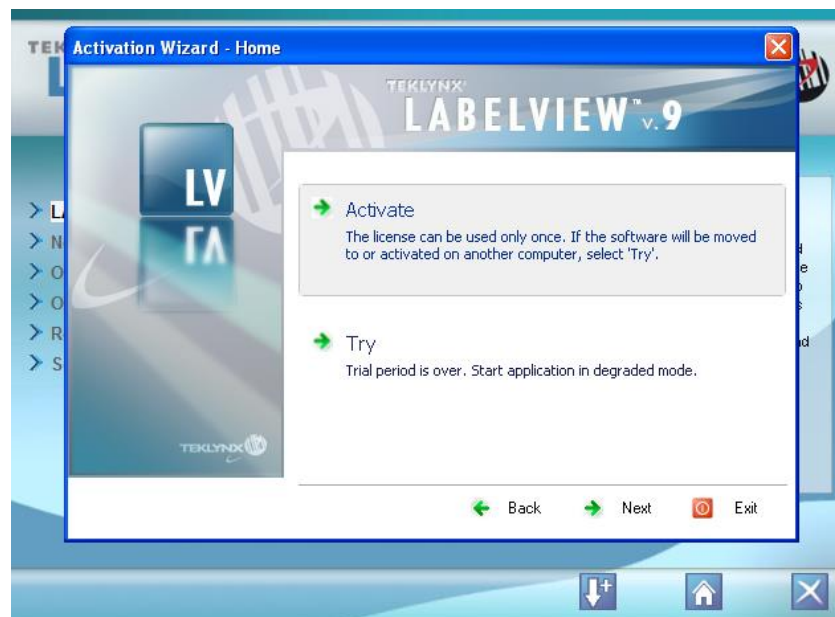 Activation Wizard - Home
TEKLYNX
LABELVIEW™ v.9
LV
Activate
The license can be used only once. If the software will be moved
to or activated on another computer, select 'Try'.
Try
Trial period is over. Start application in degraded mode.
TEKLYNX
Back
Next
Exit